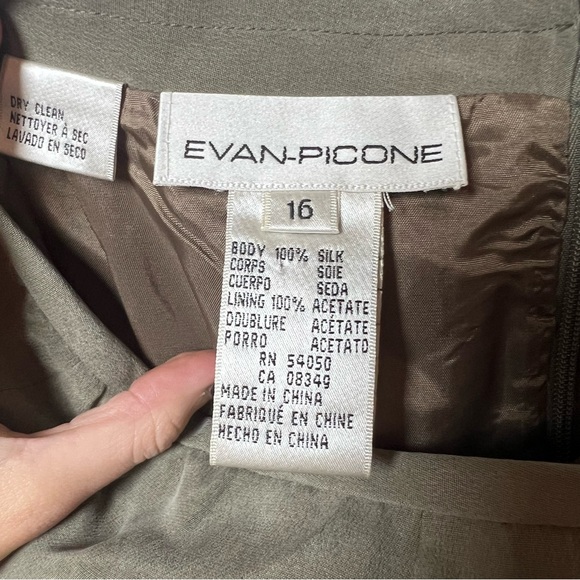 DRY CLEAN
NETTOYER À SEC
LAVADO EN SECO
EVAN-PICONE
16
BODY 100% SILK
CORPS SOIE
CUERPO SEDA
LINING 100% ACETATE
DOUBLURE ACÉTATE
PORRO ACETATO
RN 54050
CA 08349
MADE IN CHINA
FABRIQUÉ EN CHINE
HECHO EN CHINA